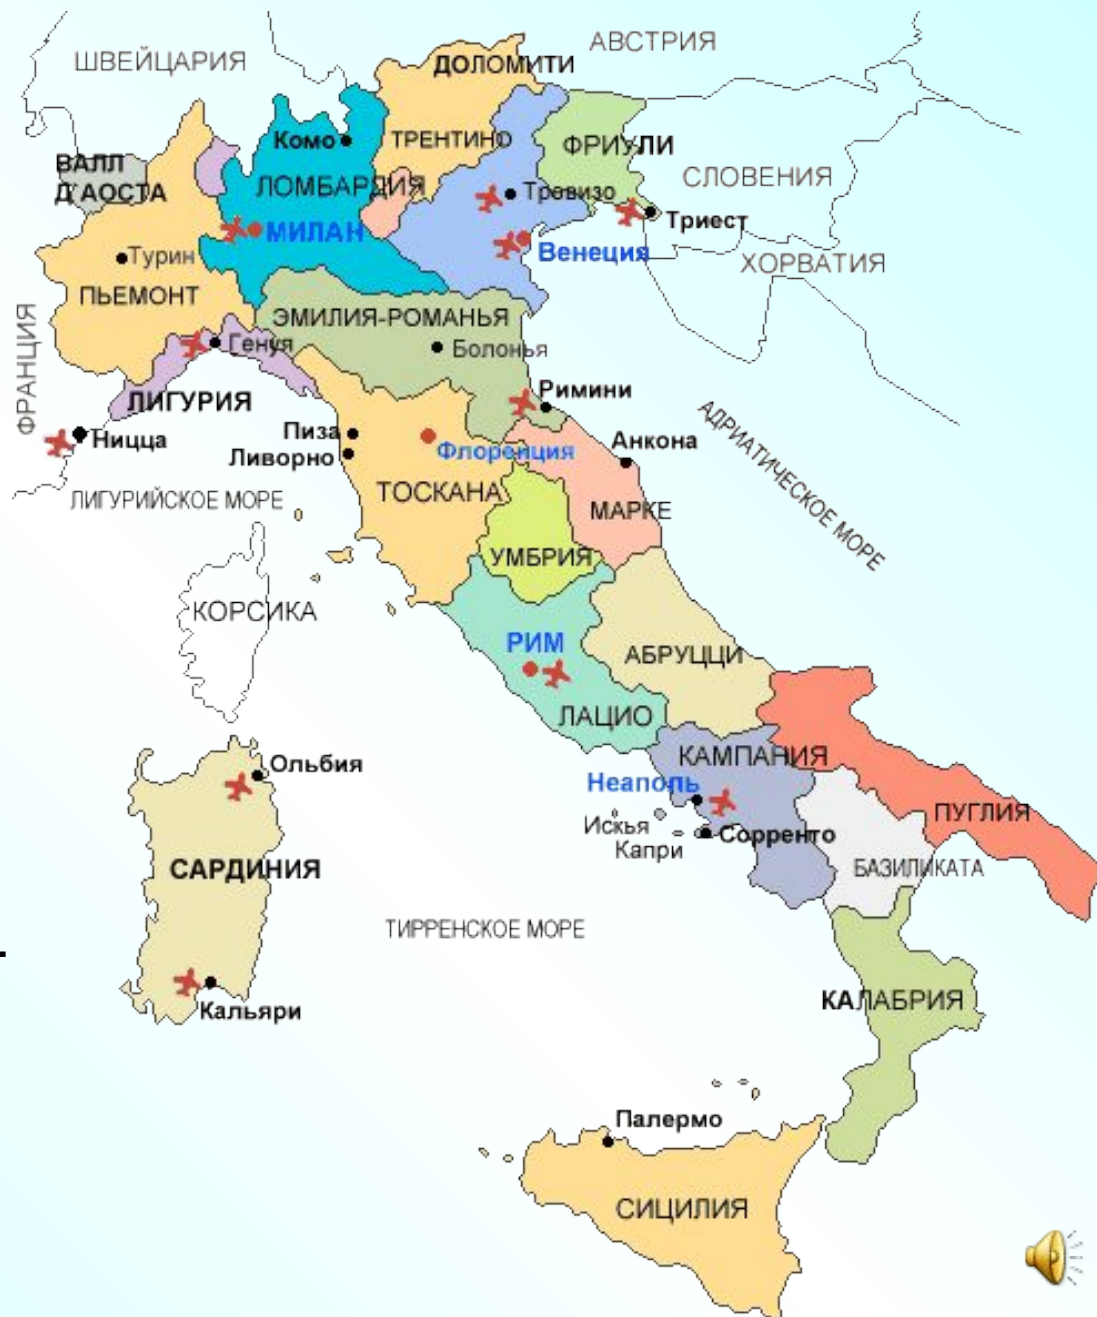 АВСТРИЯ
ШВЕЙЦАРИЯ
ДОЛОМИТИ
Комо
ТРЕНТИНО
ФРИУЛИ
ВАЛЛ
Д'АОСТА
ЛОМБАРДИЯ
СЛОВЕНИЯ
Тровизо
Триест
МИЛАН
Венеция
Турин
ХОРВАТИЯ
ПЬЕМОНТ
ЭМИЛИЯ-РОМАНЬЯ
ФРАНЦИЯ
Генуя
Болонья
Римини
ЛИГУРИЯ
АДРИАТИЧЕСКОЕ МОРЕ
Ницца
Пиза
Анкона
Ливорно
Флоренция
ЛИГУРИЙСКОЕ МОРЕ
ТОСКАНА
МАРКЕ
УМБРИЯ
КОРСИКА
РИМ
АБРУЦЦИ
ЛАЦИО
Ольбия
КАМПАНИЯ
Неаполь
Искья
Сорренто
ПУГЛИЯ
Капри
САРДИНИЯ
БАЗИЛИКАТА
ТИРРЕНСКОЕ МОРЕ
КАЛАБРИЯ
Кальяри
Палермо
СИЦИЛИЯ